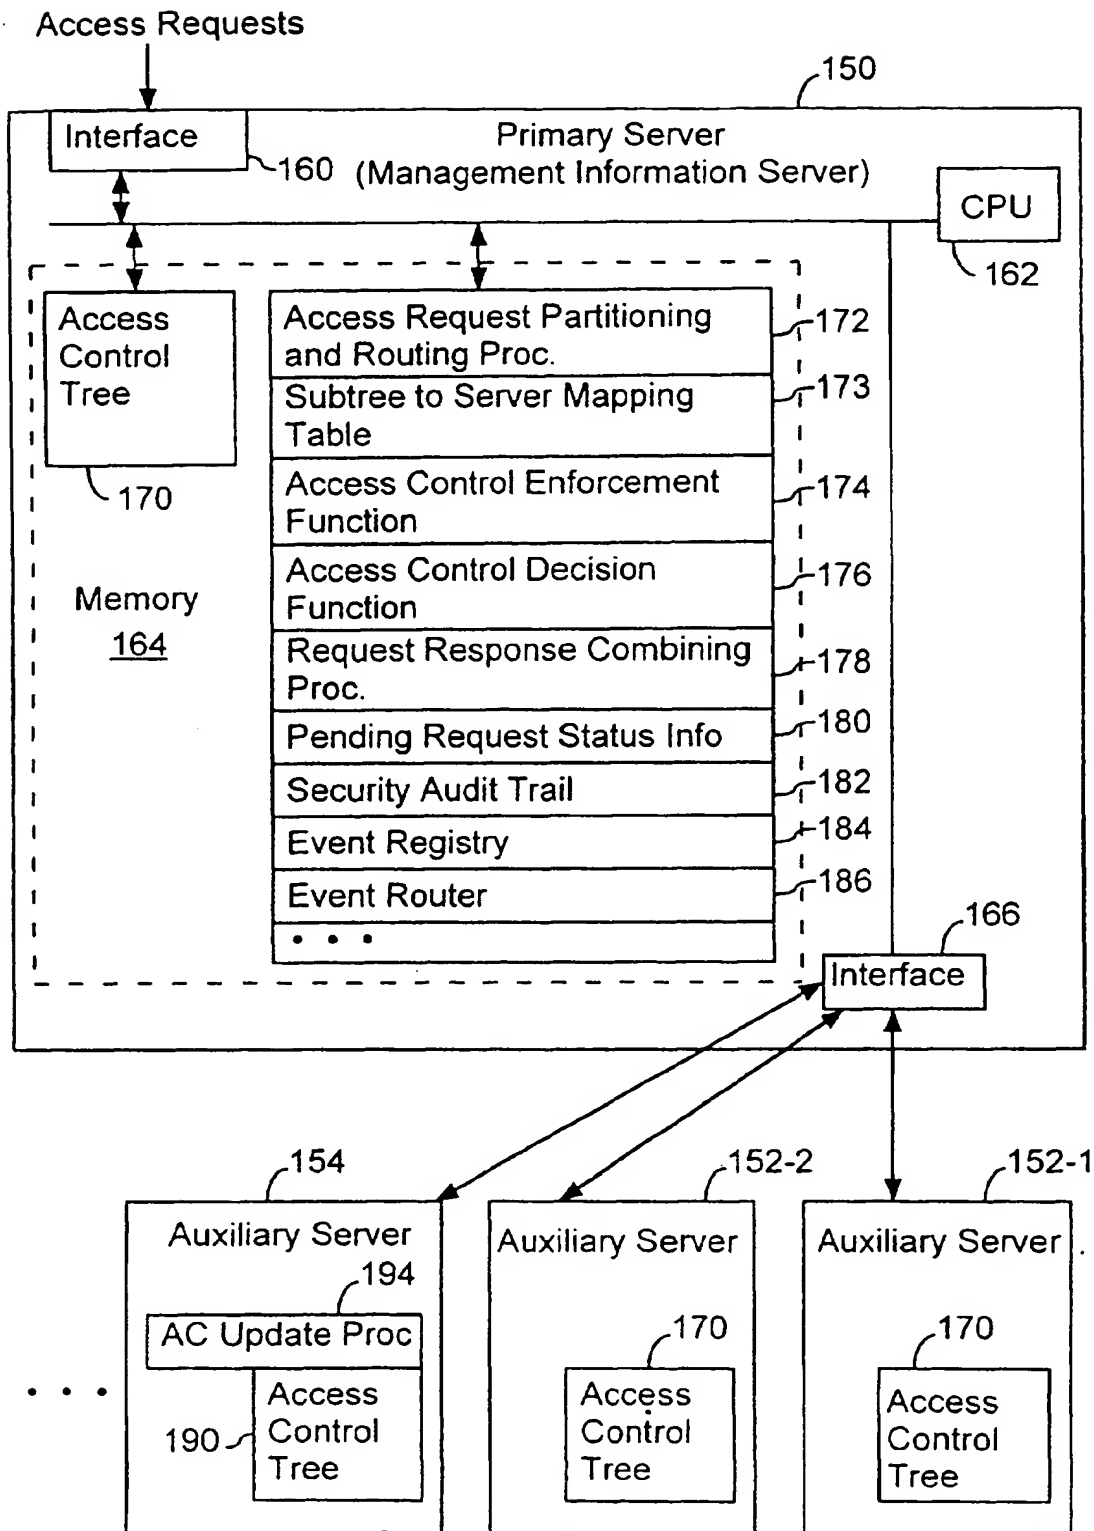 Access Requests
150
Interface
160
Primary Server
(Management Information Server)
CPU
162
Access
Control
Tree
170
Memory
164
Access Request Partitioning
and Routing Proc.
172
Subtree to Server Mapping
Table
173
Access Control Enforcement
Function
174
Access Control Decision
Function
176
Request Response Combining
Proc.
178
Pending Request Status Info
180
Security Audit Trail
182
Event Registry
184
Event Router
186
• • •
166
Interface
154
152-2
152-1
Auxiliary Server
194
AC Update Proc
190
Access
Control
Tree
Auxiliary Server
170
Access
Control
Tree
Auxiliary Server
170
Access
Control
Tree
• • •